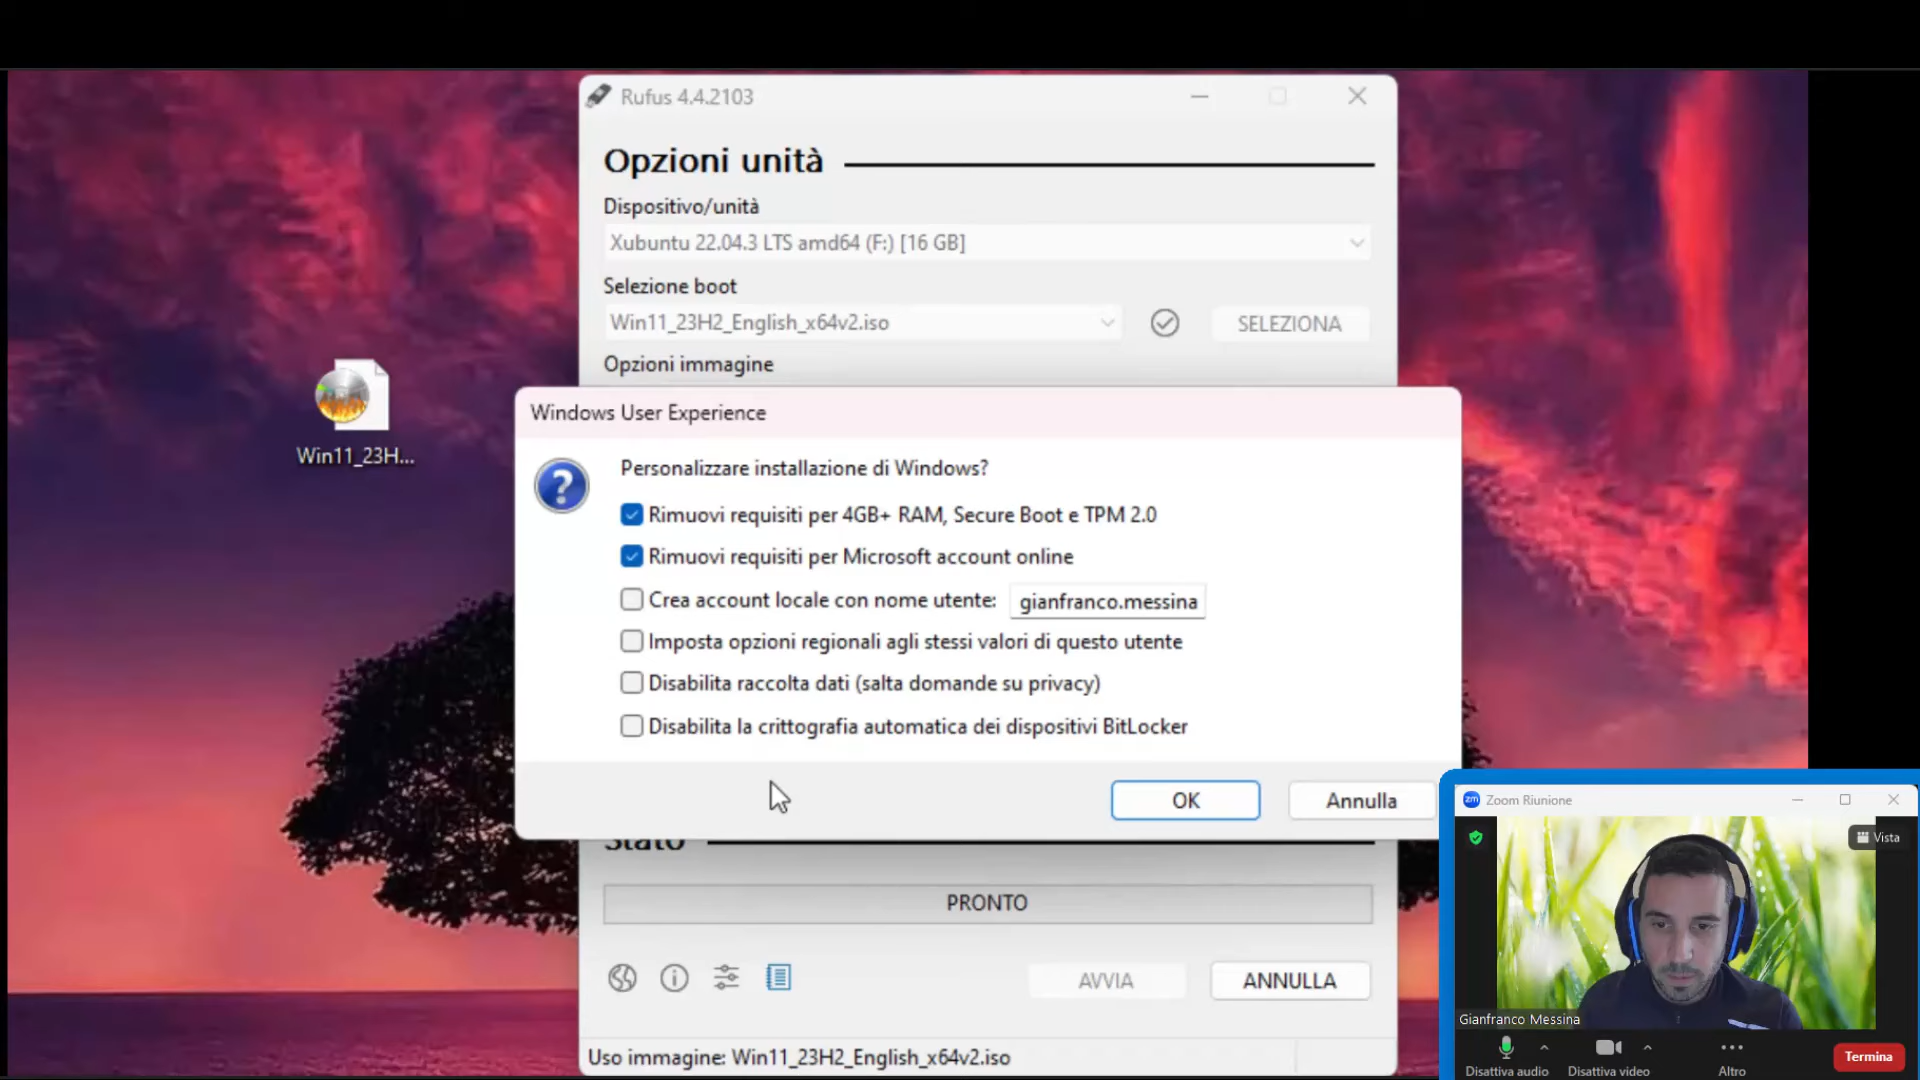 Rufus 4.4.2103
Opzioni unità
Dispositivo/unità
Xubuntu 22.04.3 LTS amd64 (F:) [16 GB]
Selezione boot
Win11_23H2_English_x64v2.iso
SELEZIONA
Opzioni immagine
Win11_23H...
Windows User Experience
Personalizzare installazione di Windows?
Rimuovi requisiti per 4GB+ RAM, Secure Boot e TPM 2.0
Rimuovi requisiti per Microsoft account online
Crea account locale con nome utente: gianfranco.messina
Imposta opzioni regionali agli stessi valori di questo utente
Disabilita raccolta dati (salta domande su privacy)
Disabilita la crittografia automatica dei dispositivi BitLocker
OK
Annulla
Stato
PRONTO
AVVIA
ANNULLA
Uso immagine: Win11_23H2_English_x64v2.iso
zm Zoom Riunione
Vista
Gianfranco Messina
Disattiva audio
Disattiva video
Altro
Termina